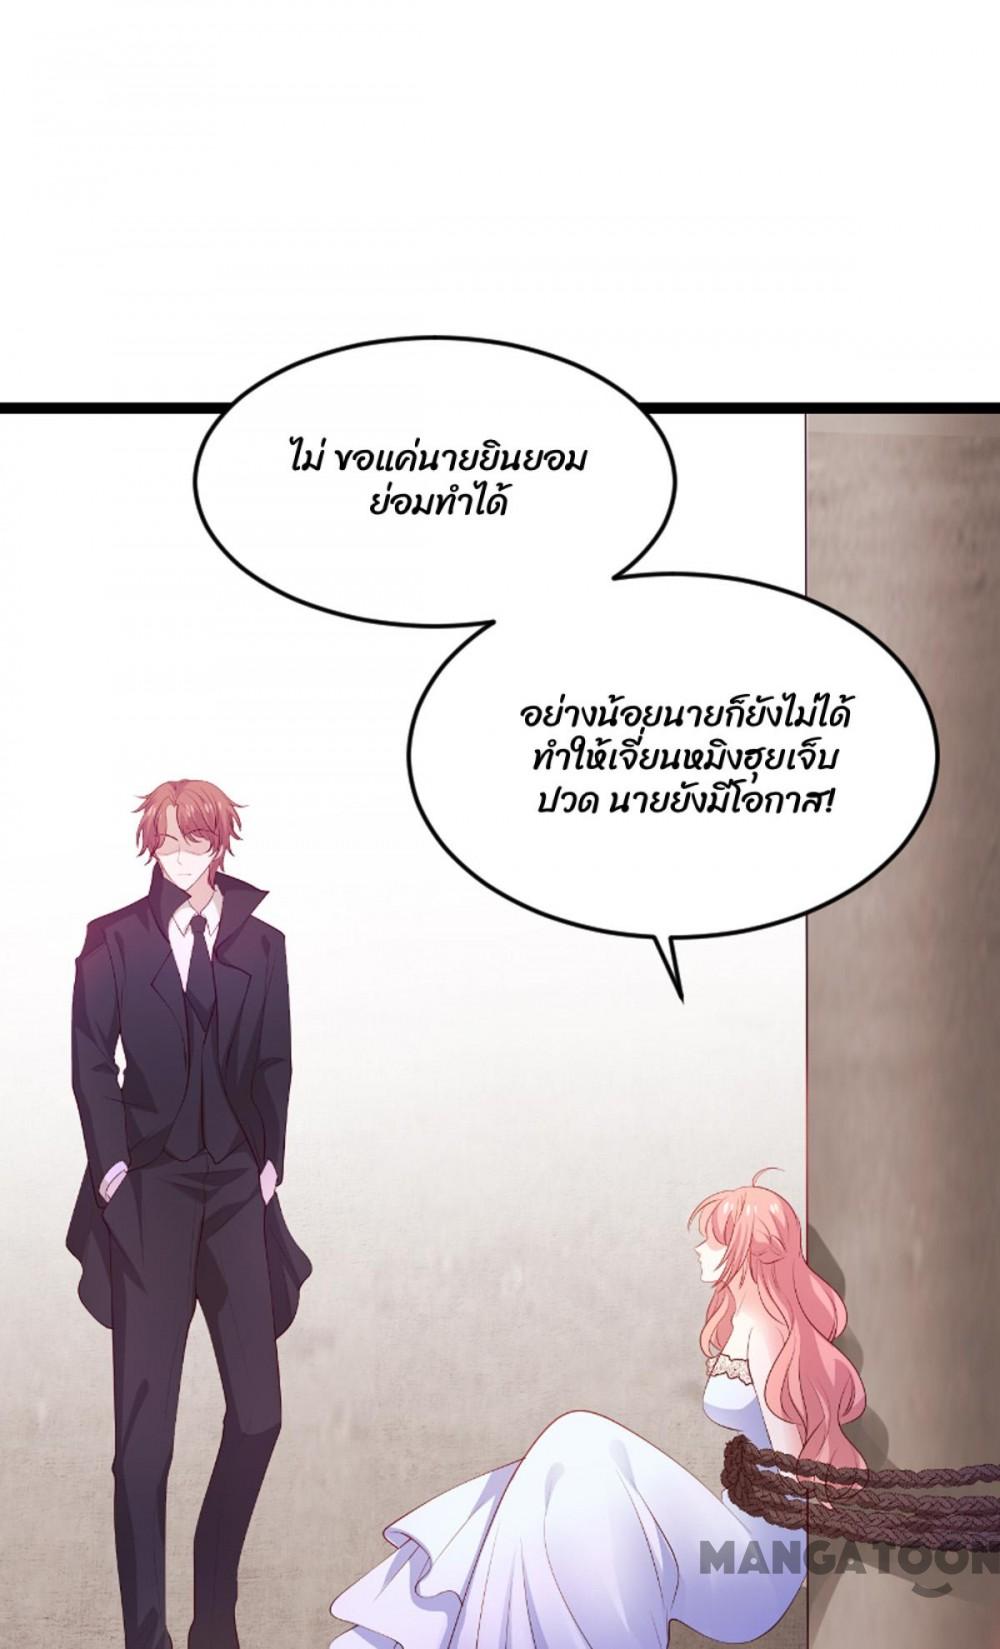 ไม่ ขอแค่นายยินยอม
ย่อมทำได้
อย่างน้อยนายก็ยังไม่ได้
ทำให้เจี่ยนหมิงฮุยเจ็บ
ปวด นายยังมีโอกาส!
MANGATOON